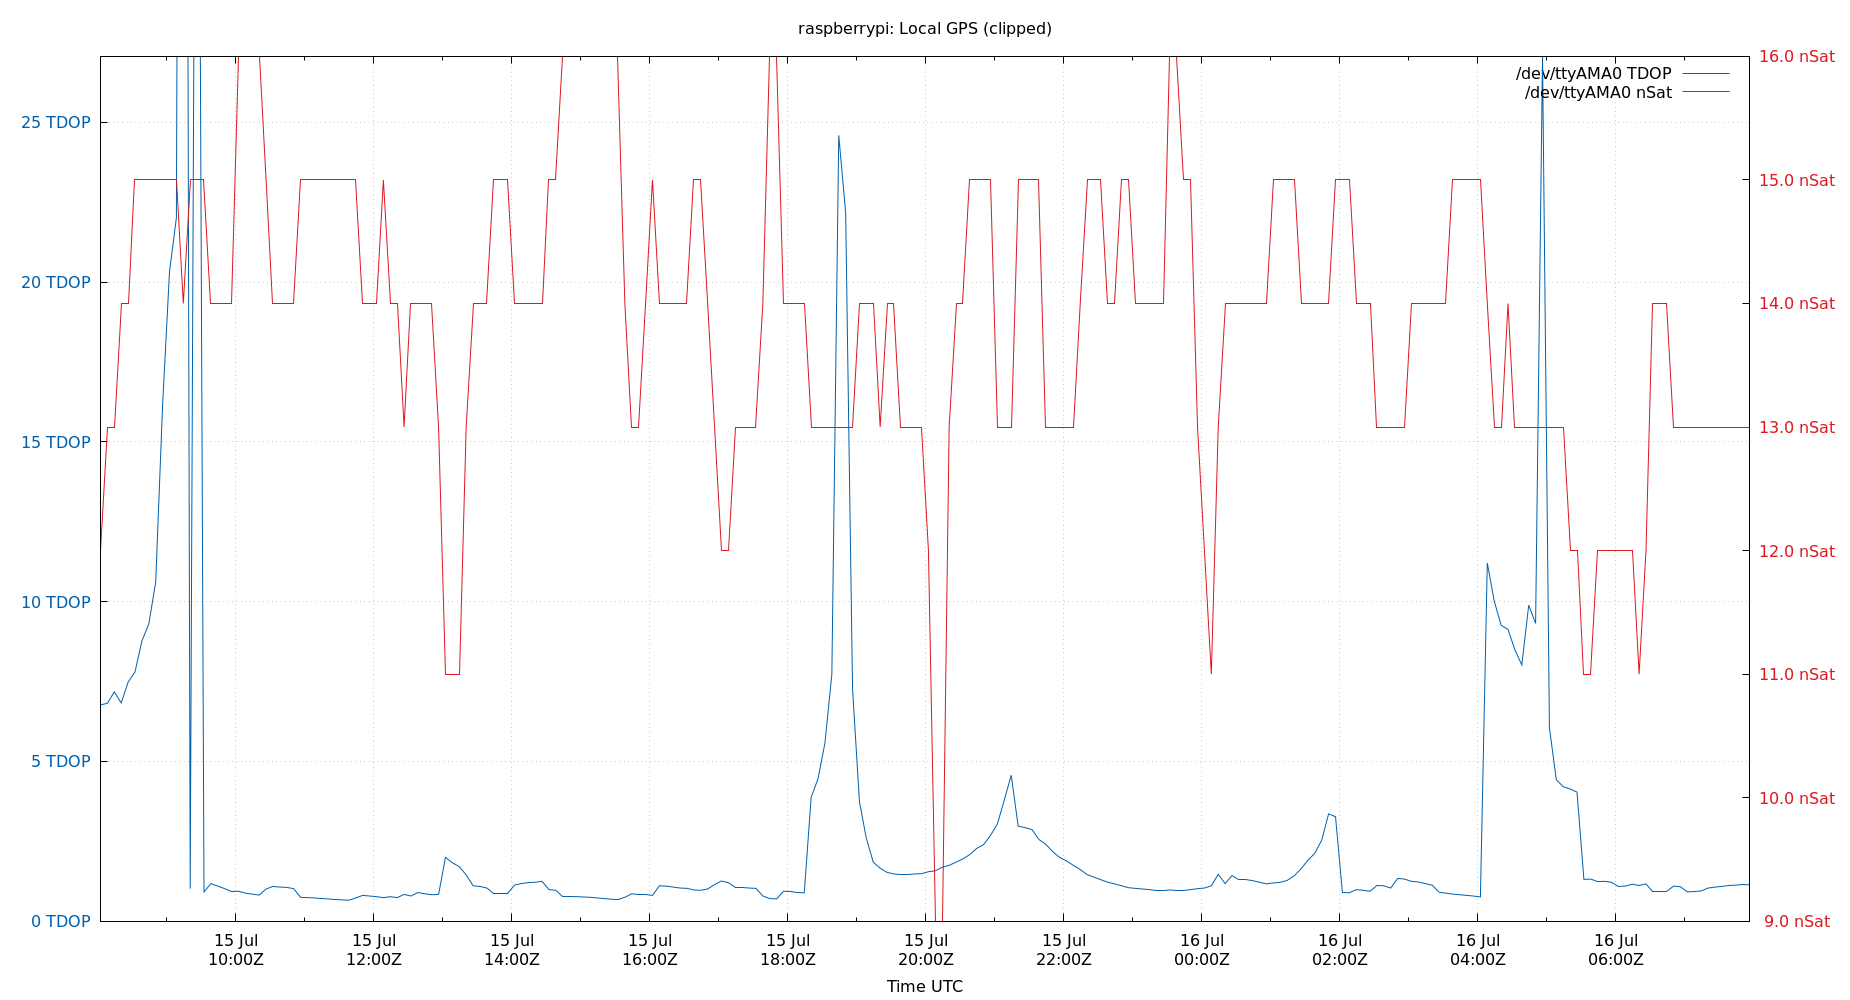 raspberrypi: Local GPS (clipped)
/dev/ttyAMA0 TDOP
/dev/ttyAMA0 nSat
25 TDOP
20 TDOP
15 TDOP
10 TDOP
5 TDOP
0 TDOP
16.0 nSat
15.0 nSat
14.0 nSat
13.0 nSat
12.0 nSat
11.0 nSat
10.0 nSat
9.0 nSat
15 Jul
10:00Z
15 Jul
12:00Z
15 Jul
14:00Z
15 Jul
16:00Z
15 Jul
18:00Z
15 Jul
20:00Z
15 Jul
22:00Z
16 Jul
00:00Z
16 Jul
02:00Z
16 Jul
04:00Z
16 Jul
06:00Z
Time UTC